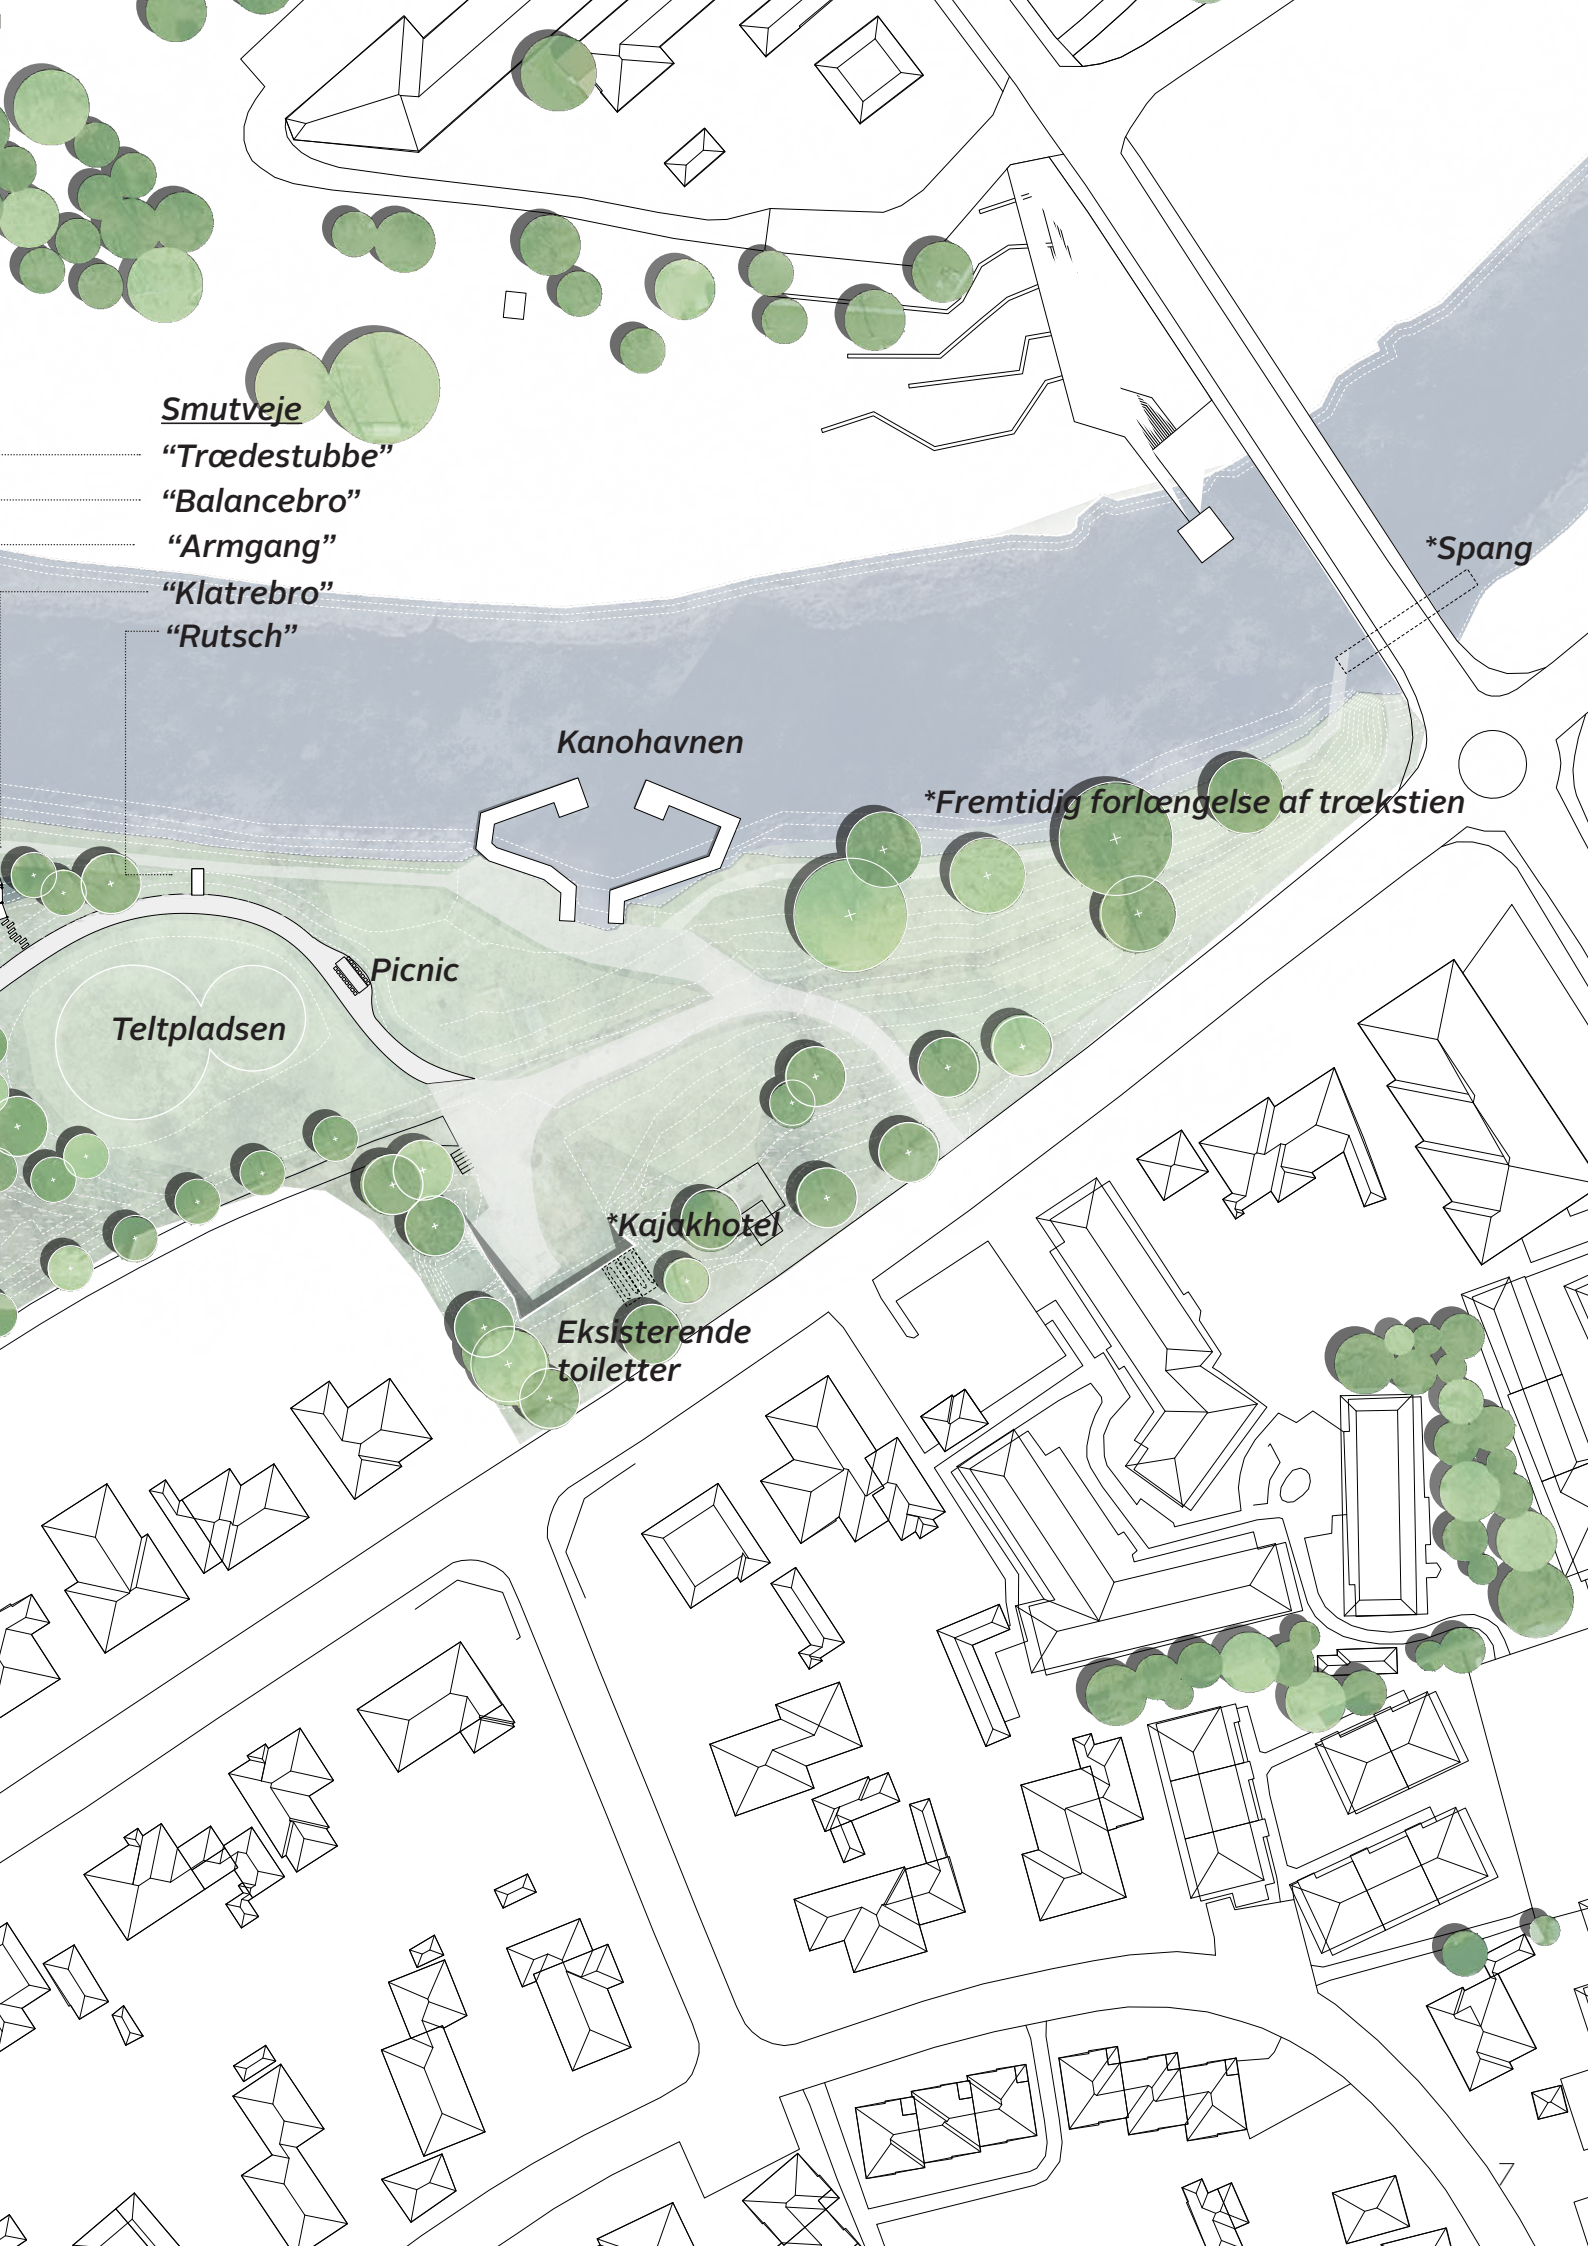 Smutveje
“Trædestubbe”
“Balancebro”
“Armgang”
“Klatrebro”
“Rutsch”
*Spang
Kanohavnen
*Fremtidig forlængelse af trækstien
Picnic
Teltpladsen
*Kajakhotel
Eksisterende
toiletter